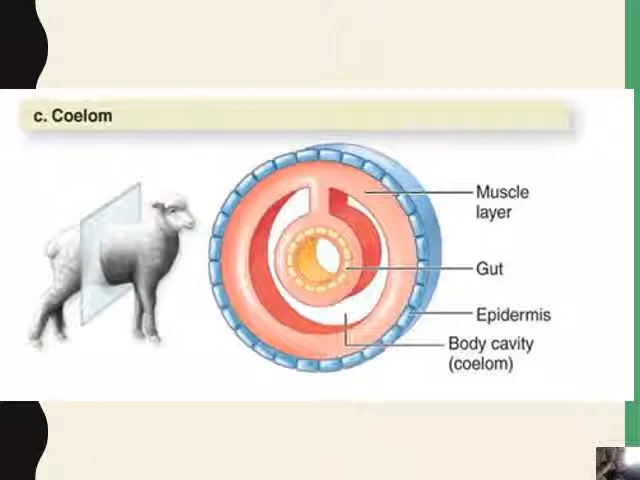 c. Coelom
Muscle
layer
Gut
Epidermis
Body cavity
(coelom)